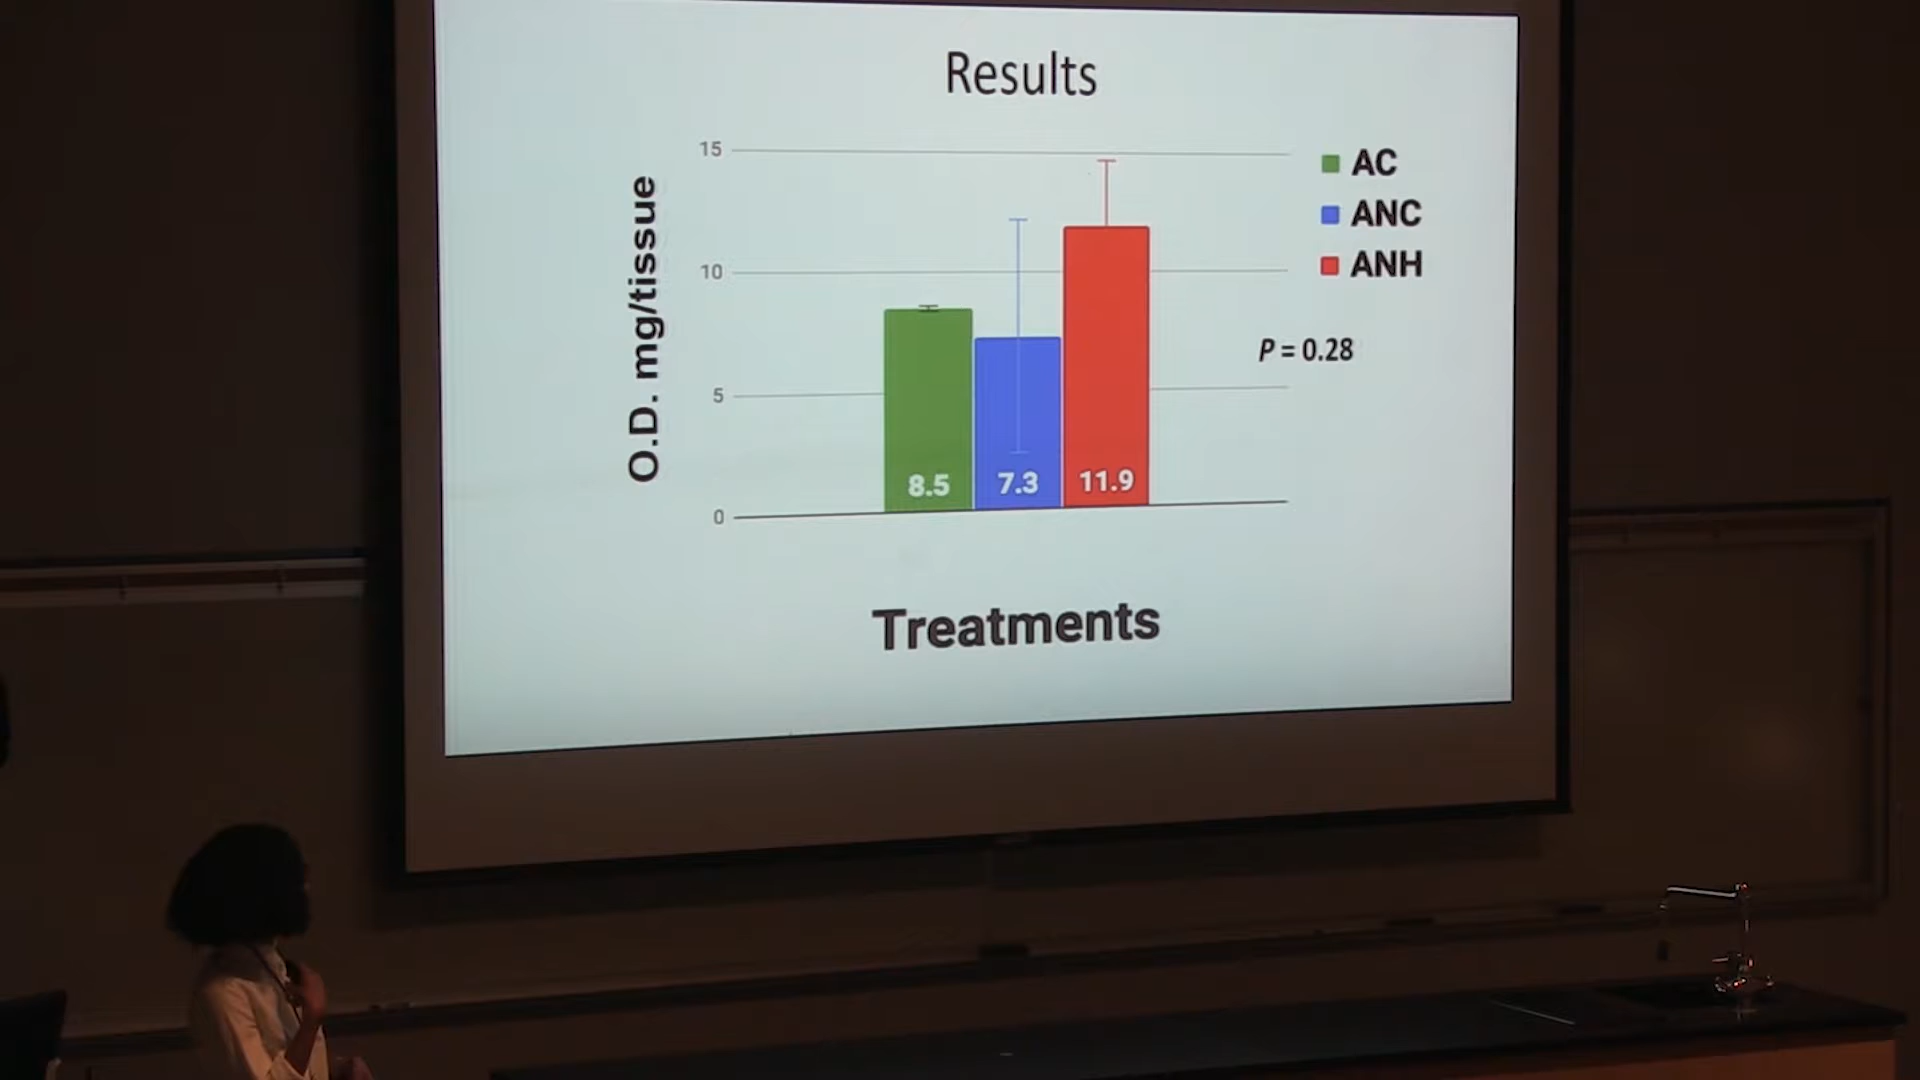 Results
15
10
5
0
O.D. mg/tissue
8.5
7.3
11.9
AC
ANC
ANH
P = 0.28
Treatments